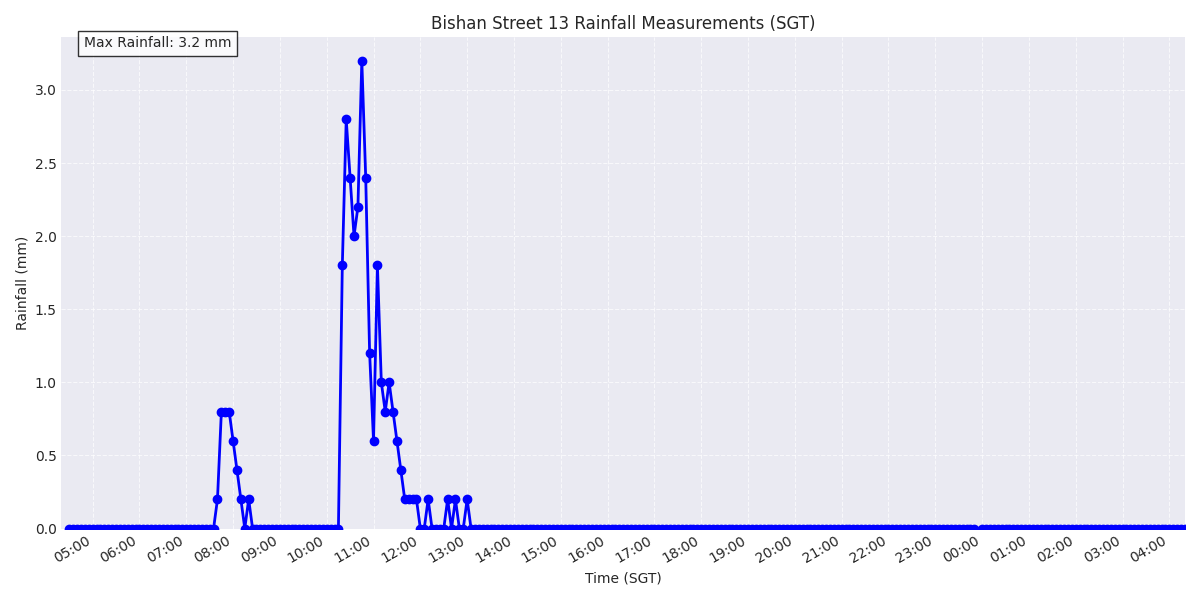 Bishan Street 13 Rainfall Measurements (SGT)
Max Rainfall: 3.2 mm
3.0
2.5
2.0
1.5
1.0
0.5
0.0
Rainfall (mm)
05:00 06:00 07:00 08:00 09:00 10:00 11:00 12:00 13:00 14:00 15:00 16:00 17:00 18:00 19:00 20:00 21:00 22:00 23:00 00:00 01:00 02:00 03:00 04:00
Time (SGT)